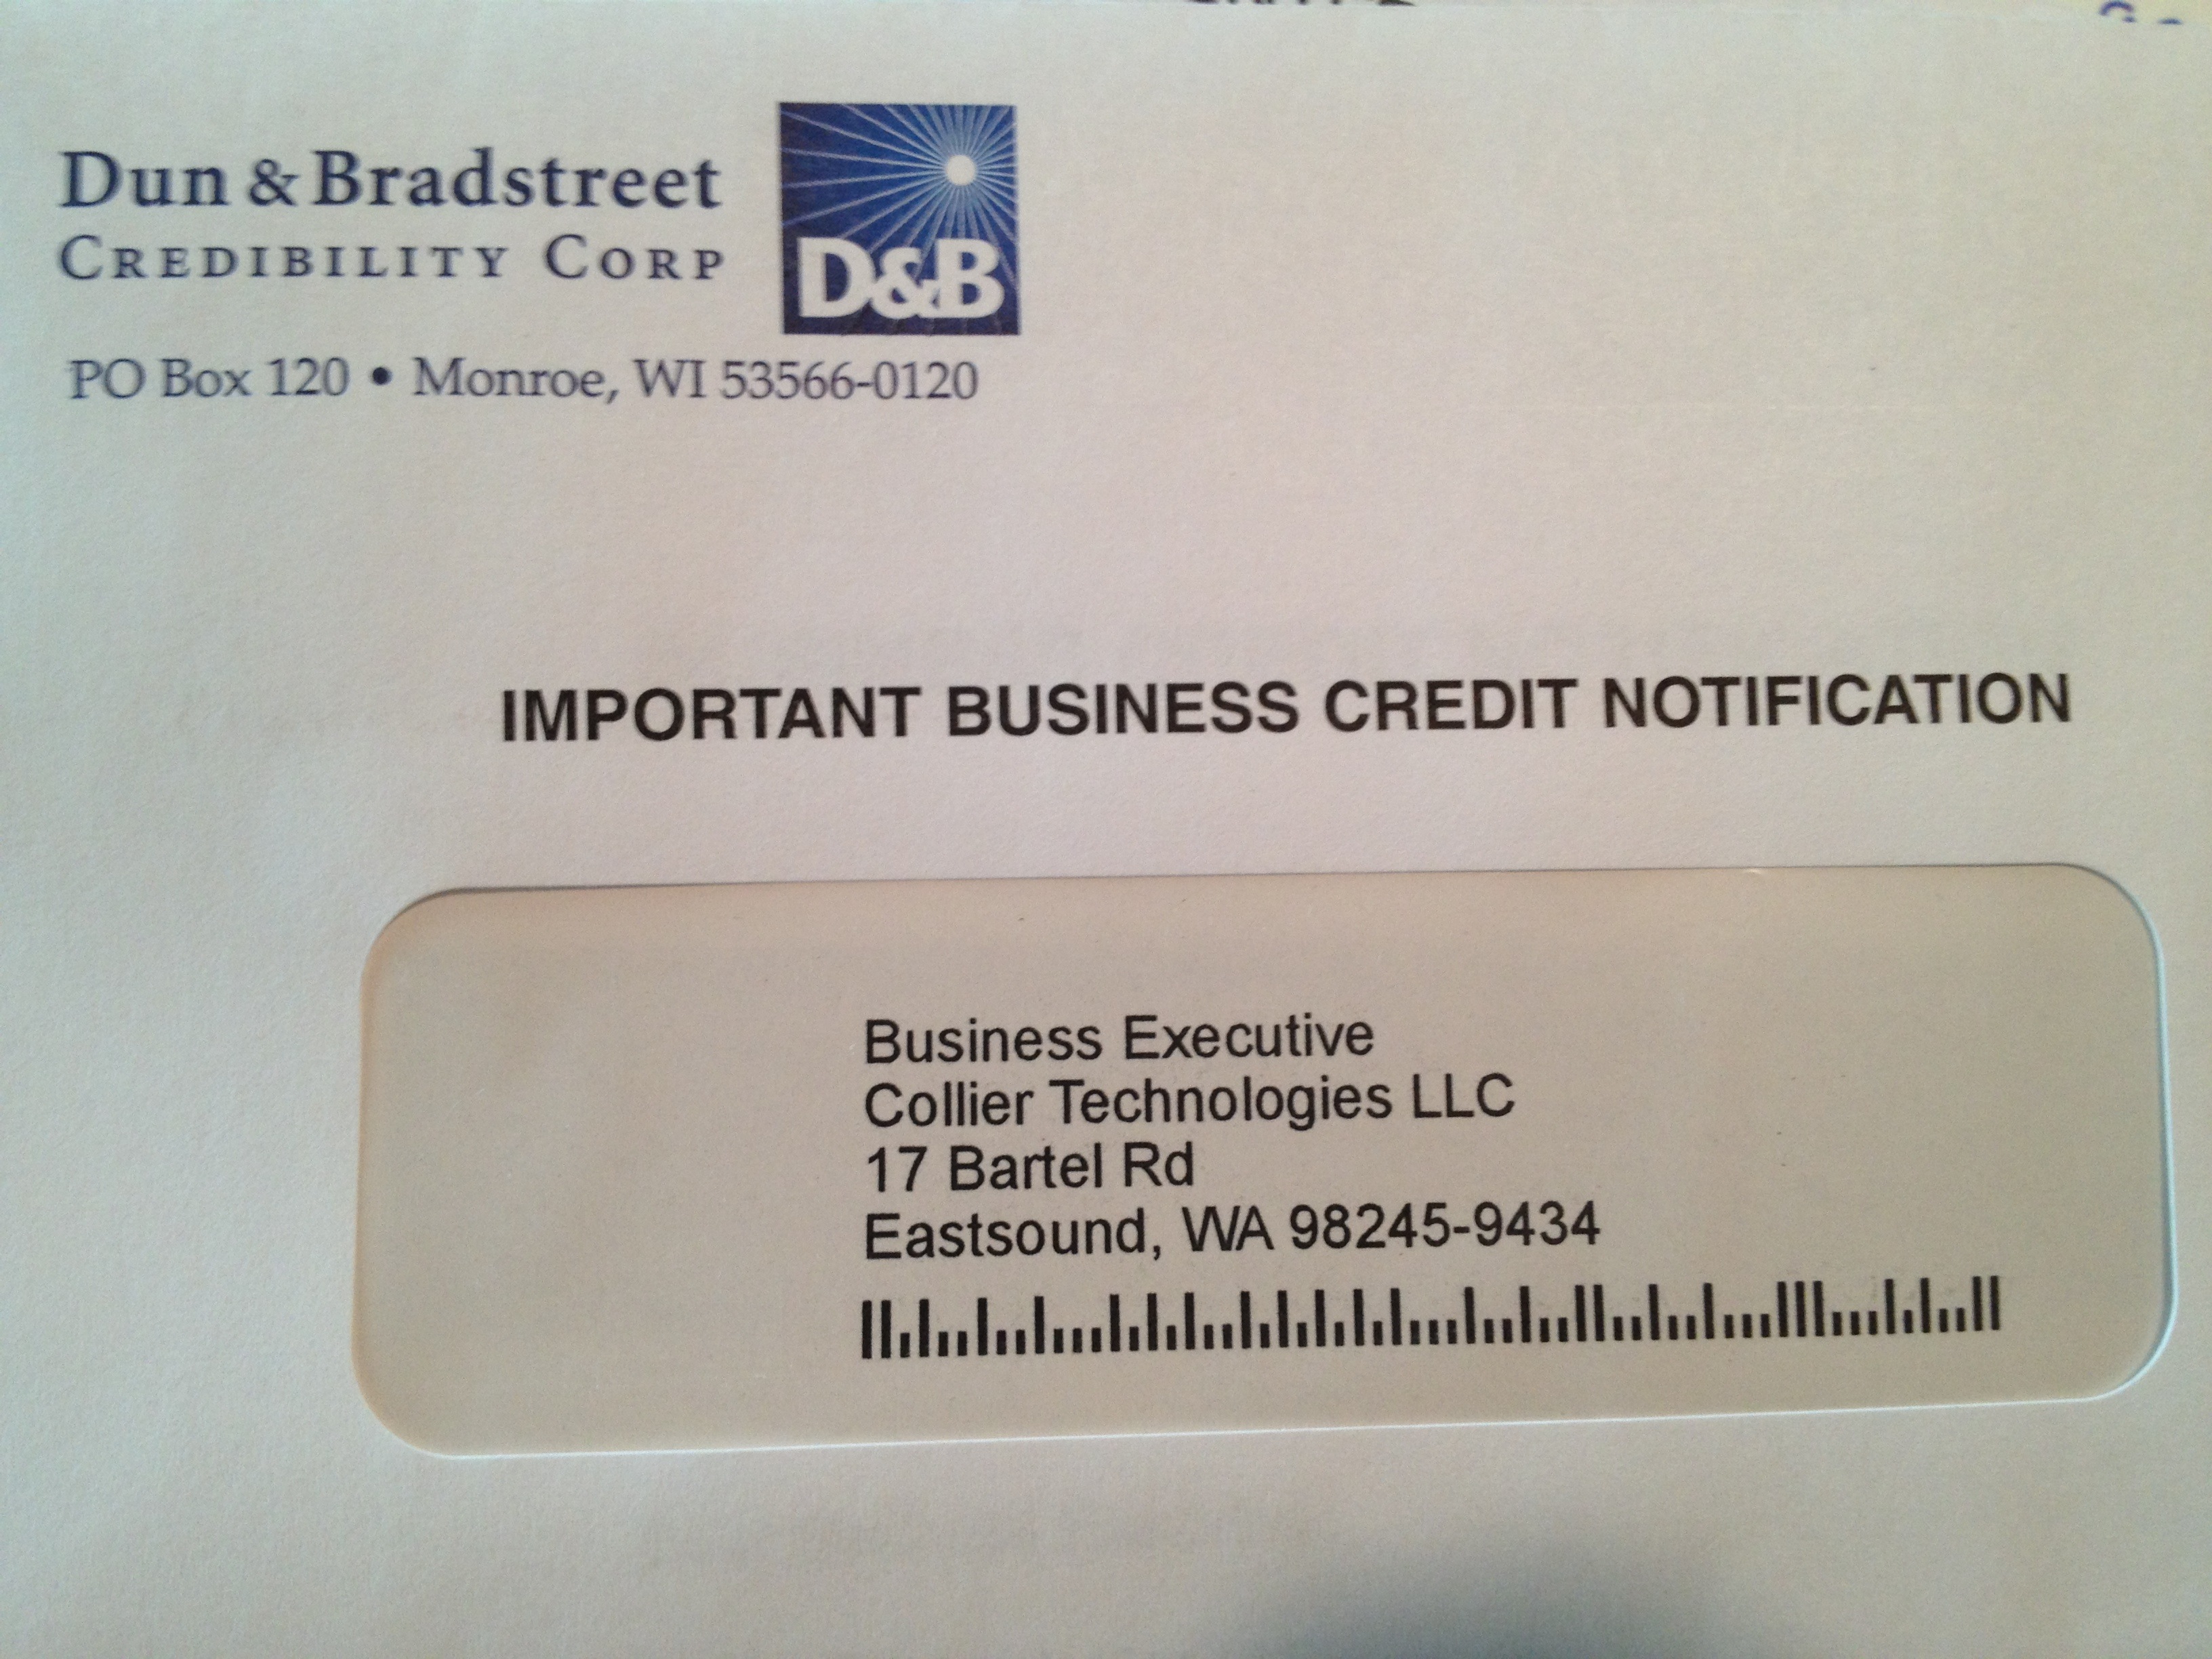 Dun & Bradstreet
CREDIBILITY CORP
D&B
PO Box 120 • Monroe, WI 53566-0120
IMPORTANT BUSINESS CREDIT NOTIFICATION
Business Executive
Collier Technologies LLC
17 Bartel Rd
Eastsound, WA 98245-9434